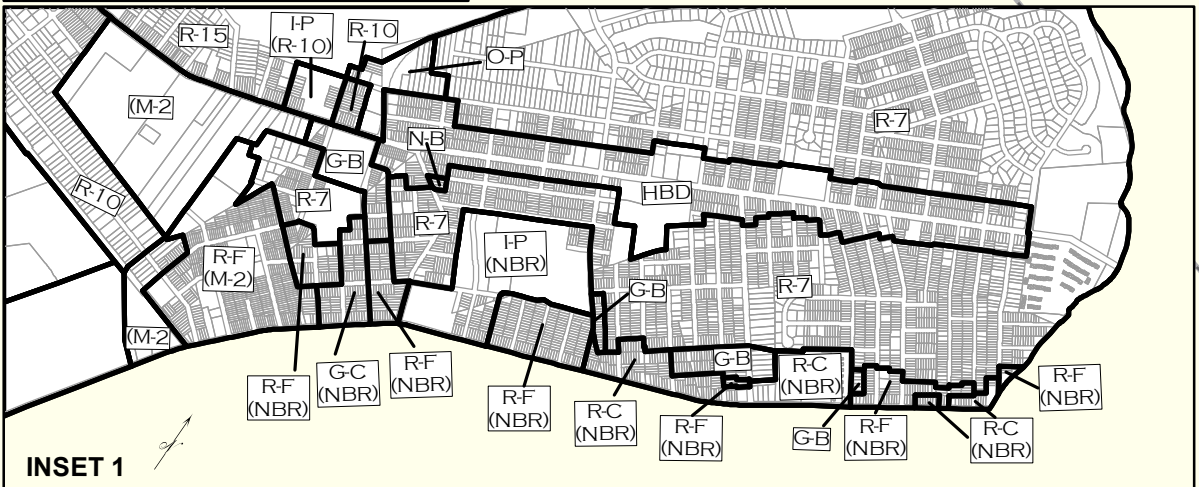 R-15
I-P
(R-10)
R-10
O-P
(M-2
R-7
N-B
G-B
R-10
R-7
HBD
R-7
R-F
(M-2)
I-P
(NBR)
R-7
G-B
(M-2
G-B
R-C
(NBR)
R-F
(NBR)
G-C
(NBR)
R-F
(NBR)
R-F
(NBR)
R-C
(NBR)
R-F
(NBR)
G-B
R-F
(NBR)
R-C
(NBR)
R-F
(NBR)
INSET 1